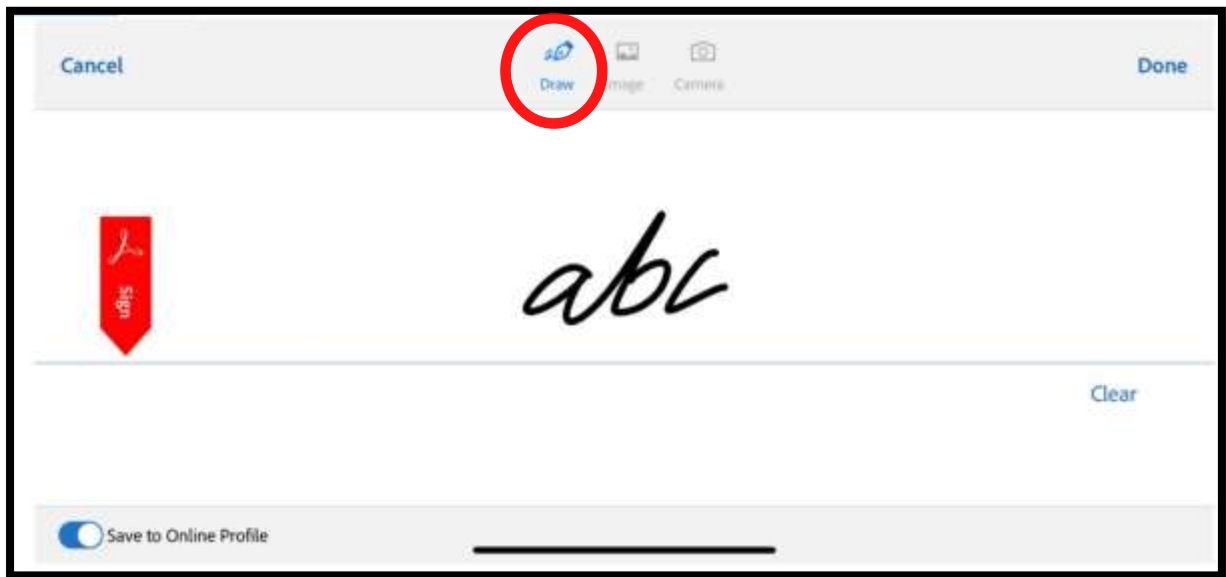 Cancel
Draw
Image
Camera
Done
Sign
abc
Clear
Save to Online Profile